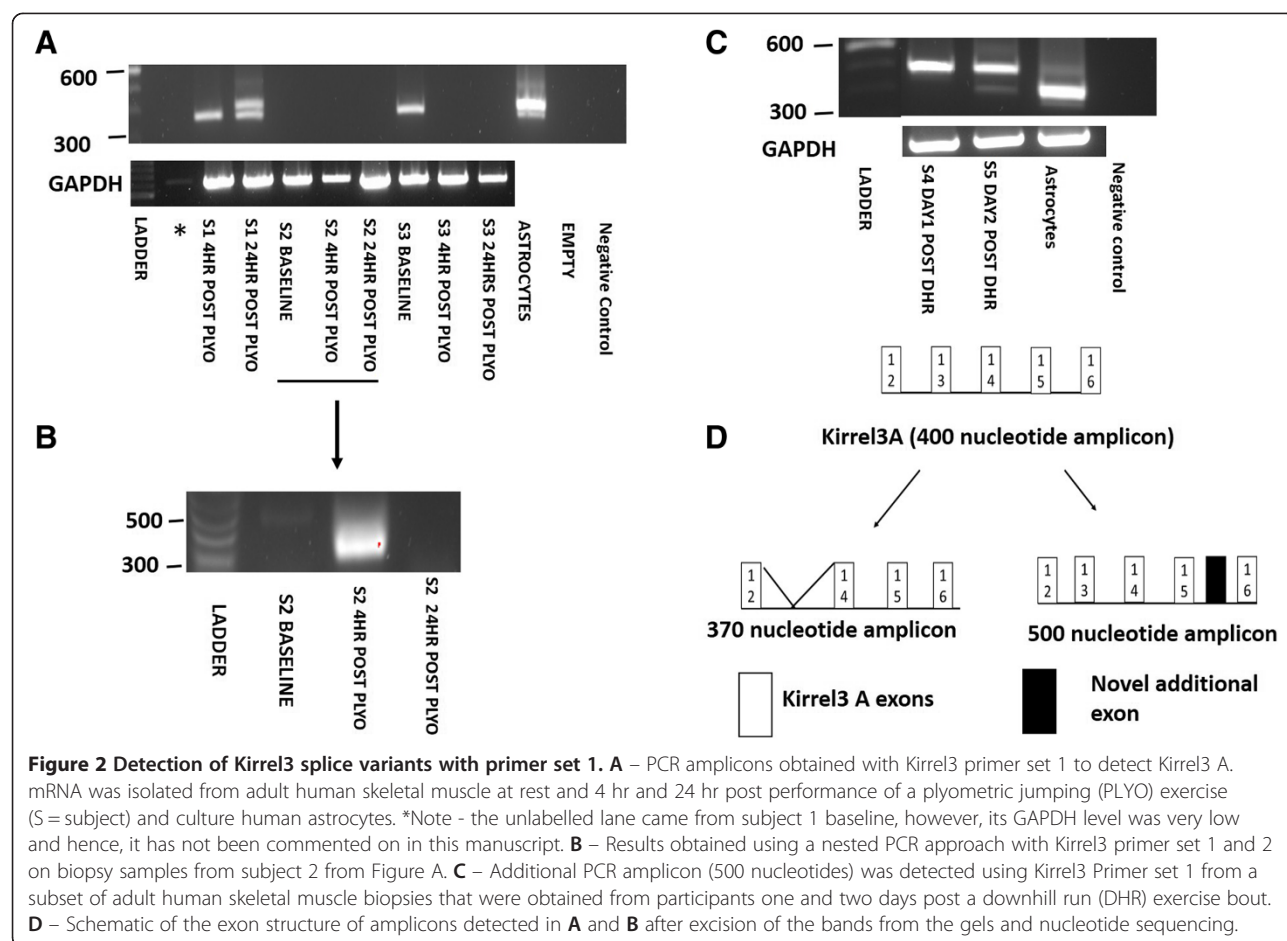 A
600
300
GAPDH
LADDER
*
S1 4HR POST PLYO
S1 24HR POST PLYO
S2 BASELINE
S2 4HR POST PLYO
S2 24HR POST PLYO
S3 BASELINE
S3 4HR POST PLYO
S3 24HRS POST PLYO
ASTROCYTES
EMPTY
Negative Control
B
500
300
LADDER
S2 BASELINE
S2 4HR POST PLYO
S2 24HR POST PLYO
C
600
300
GAPDH
LADDER
S4 DAY1 POST DHR
S5 DAY2 POST DHR
Astrocytes
Negative control
12 13 14 15 16
D
Kirrel3A (400 nucleotide amplicon)
12 14 15 16
370 nucleotide amplicon
12 13 14 15 16
500 nucleotide amplicon
Kirrel3 A exons
Novel additional
exon
Figure 2 Detection of Kirrel3 splice variants with primer set 1. A – PCR amplicons obtained with Kirrel3 primer set 1 to detect Kirrel3 A.
mRNA was isolated from adult human skeletal muscle at rest and 4 hr and 24 hr post performance of a plyometric jumping (PLYO) exercise
(S = subject) and culture human astrocytes. *Note - the unlabelled lane came from subject 1 baseline, however, its GAPDH level was very low
and hence, it has not been commented on in this manuscript. B – Results obtained using a nested PCR approach with Kirrel3 primer set 1 and 2
on biopsy samples from subject 2 from Figure A. C – Additional PCR amplicon (500 nucleotides) was detected using Kirrel3 Primer set 1 from a
subset of adult human skeletal muscle biopsies that were obtained from participants one and two days post a downhill run (DHR) exercise bout.
D – Schematic of the exon structure of amplicons detected in A and B after excision of the bands from the gels and nucleotide sequencing.